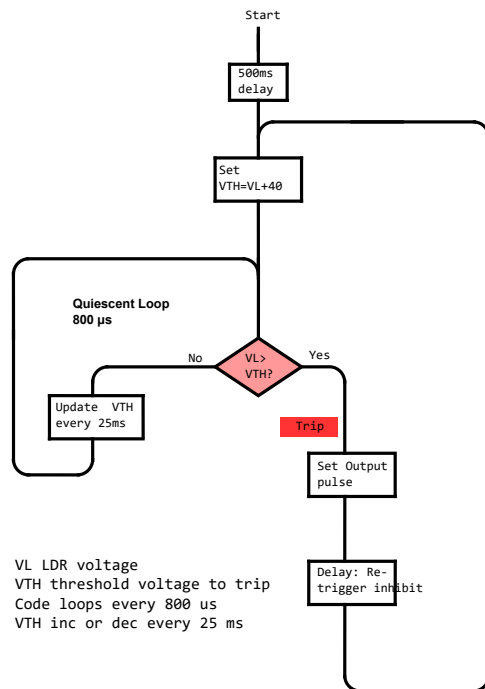 Start
500ms
delay
Set
VTH=VL+40
Quiescent Loop
800 µs
No
VL>
VTH?
Yes
Update VTH
every 25ms
Trip
Set Output
pulse
Delay: Re-
trigger inhibit
VL LDR voltage
VTH threshold voltage to trip
Code loops every 800 us
VTH inc or dec every 25 ms